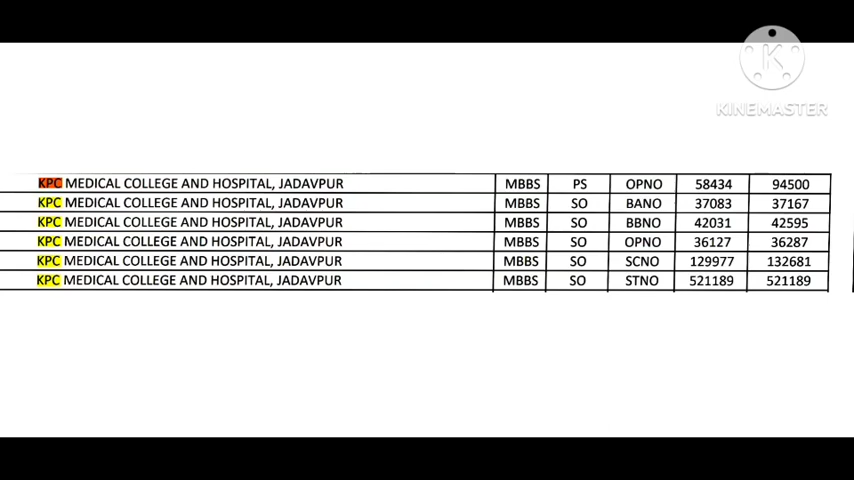 K
KINEMASTER
KPC MEDICAL COLLEGE AND HOSPITAL, JADAVPUR MBBS PS OPNO 58434 94500
KPC MEDICAL COLLEGE AND HOSPITAL, JADAVPUR MBBS SO BANO 37083 37167
KPC MEDICAL COLLEGE AND HOSPITAL, JADAVPUR MBBS SO BBNO 42031 42595
KPC MEDICAL COLLEGE AND HOSPITAL, JADAVPUR MBBS SO OPNO 36127 36287
KPC MEDICAL COLLEGE AND HOSPITAL, JADAVPUR MBBS SO SCNO 129977 132681
KPC MEDICAL COLLEGE AND HOSPITAL, JADAVPUR MBBS SO STNO 521189 521189